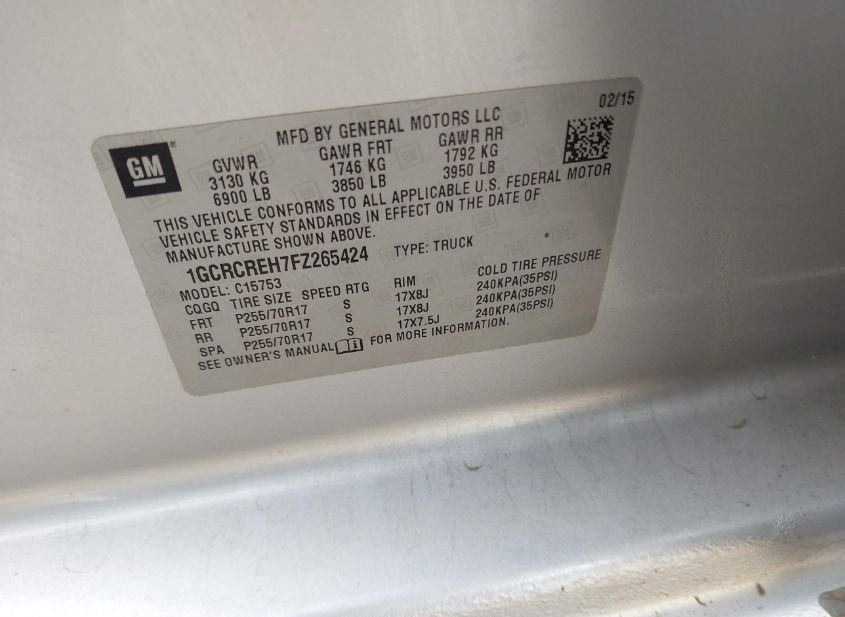 02/15
MFD BY GENERAL MOTORS LLC
GM®
GVWR GAWR FRT GAWR RR
3130 KG 1746 KG 1792 KG
6900 LB 3850 LB 3950 LB
THIS VEHICLE CONFORMS TO ALL APPLICABLE U.S. FEDERAL MOTOR
VEHICLE SAFETY STANDARDS IN EFFECT ON THE DATE OF
MANUFACTURE SHOWN ABOVE.
1GCRCREH7FZ265424 TYPE: TRUCK
MODEL: C15753
CQGQ TIRE SIZE SPEED RTG RIM COLD TIRE PRESSURE
FRT P255/70R17 S 17X8J 240KPA(35PSI)
RR P255/70R17 S 17X8J 240KPA(35PSI)
SPA P255/70R17 S 17X7.5J 240KPA(35PSI)
SEE OWNER'S MANUAL FOR MORE INFORMATION.